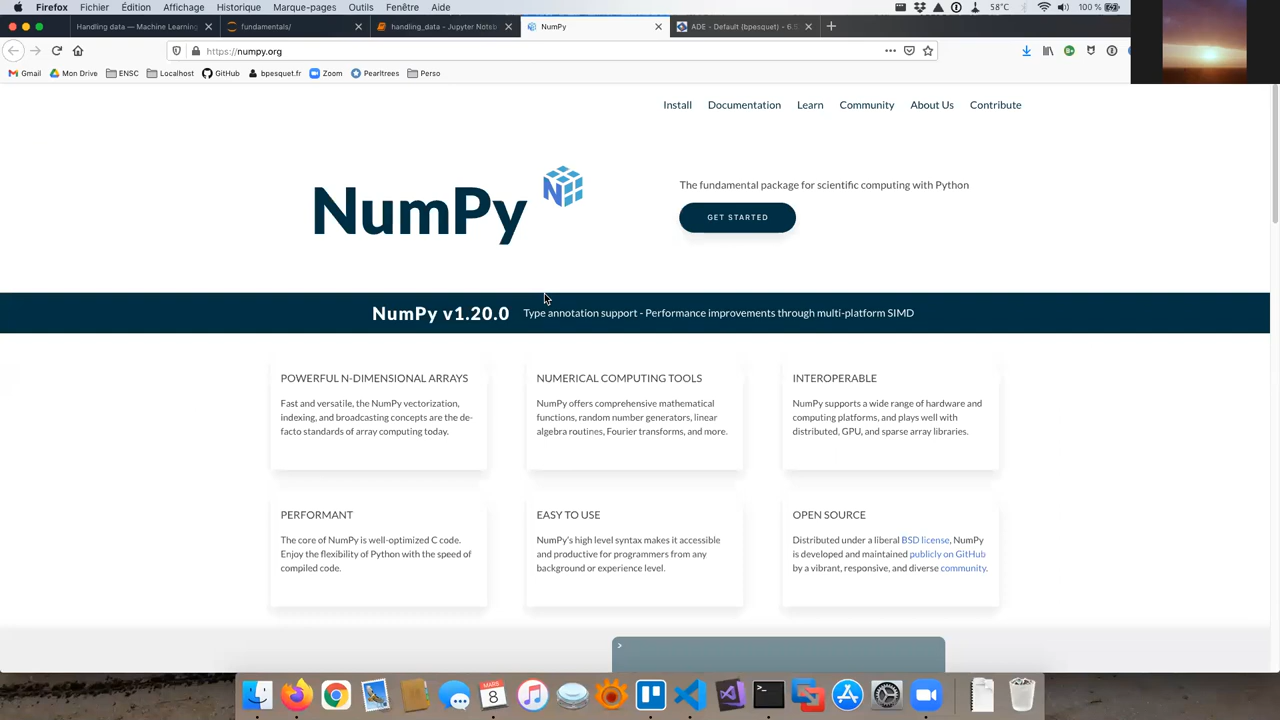 Firefox Fichier Édition Affichage Historique Marque-pages Outils Fenêtre Aide 58°C 100 %
Handling data — Machine Learning fundamentals/ handling_data - Jupyter Noteb NumPy ADE - Default (bpesquet) - 6.
https://numpy.org
Gmail Mon Drive ENSC Localhost GitHub bpesquet.fr Zoom Pearltrees Perso
Install Documentation Learn Community About Us Contribute
NumPy
The fundamental package for scientific computing with Python
GET STARTED
NumPy v1.20.0 Type annotation support - Performance improvements through multi-platform SIMD
POWERFUL N-DIMENSIONAL ARRAYS
Fast and versatile, the NumPy vectorization,
indexing, and broadcasting concepts are the de-
facto standards of array computing today.
NUMERICAL COMPUTING TOOLS
NumPy offers comprehensive mathematical
functions, random number generators, linear
algebra routines, Fourier transforms, and more.
INTEROPERABLE
NumPy supports a wide range of hardware and
computing platforms, and plays well with
distributed, GPU, and sparse array libraries.
PERFORMANT
The core of NumPy is well-optimized C code.
Enjoy the flexibility of Python with the speed of
compiled code.
EASY TO USE
NumPy's high level syntax makes it accessible
and productive for programmers from any
background or experience level.
OPEN SOURCE
Distributed under a liberal BSD license, NumPy
is developed and maintained publicly on GitHub
by a vibrant, responsive, and diverse community.
>
MARS
8